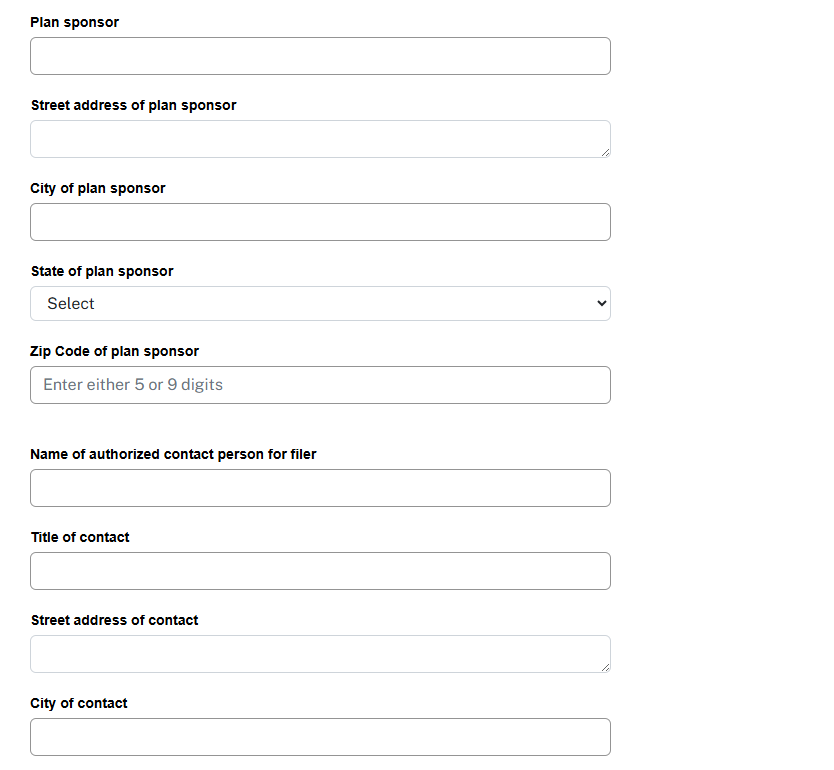 Plan sponsor
Street address of plan sponsor
City of plan sponsor
State of plan sponsor
Select
Zip Code of plan sponsor
Enter either 5 or 9 digits
Name of authorized contact person for filer
Title of contact
Street address of contact
City of contact